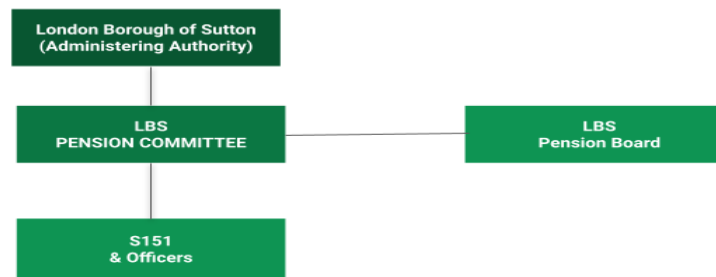 London Borough of Sutton
(Administering Authority)
LBS
PENSION COMMITTEE
LBS
Pension Board
S151
& Officers